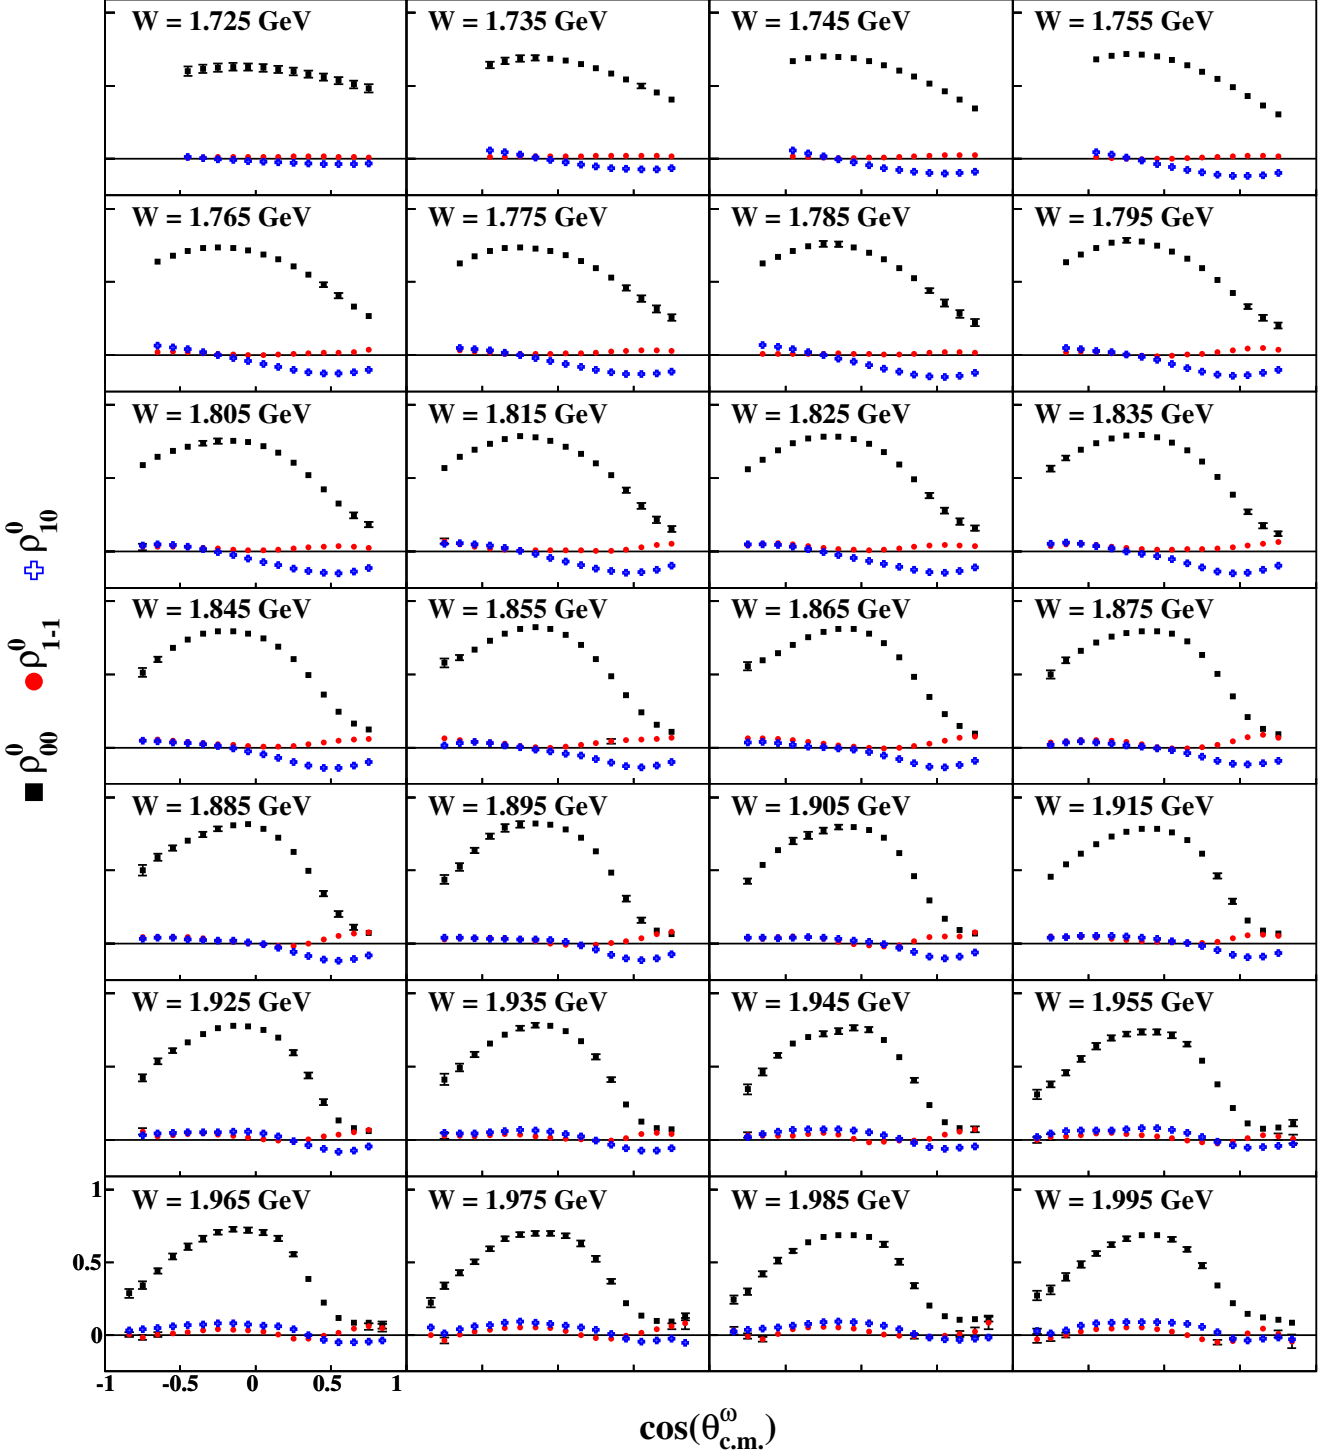 W = 1.725 GeV
W = 1.735 GeV
W = 1.745 GeV
W = 1.755 GeV
W = 1.765 GeV
W = 1.775 GeV
W = 1.785 GeV
W = 1.795 GeV
W = 1.805 GeV
W = 1.815 GeV
W = 1.825 GeV
W = 1.835 GeV
W = 1.845 GeV
W = 1.855 GeV
W = 1.865 GeV
W = 1.875 GeV
W = 1.885 GeV
W = 1.895 GeV
W = 1.905 GeV
W = 1.915 GeV
W = 1.925 GeV
W = 1.935 GeV
W = 1.945 GeV
W = 1.955 GeV
W = 1.965 GeV
W = 1.975 GeV
W = 1.985 GeV
W = 1.995 GeV
1
0.5
0
-1 -0.5 0 0.5 1
■ρ⁰₀₀ ●ρ⁰₁₋₁ ✚ρ⁰₁₀
cos(θ^ω_c.m.)